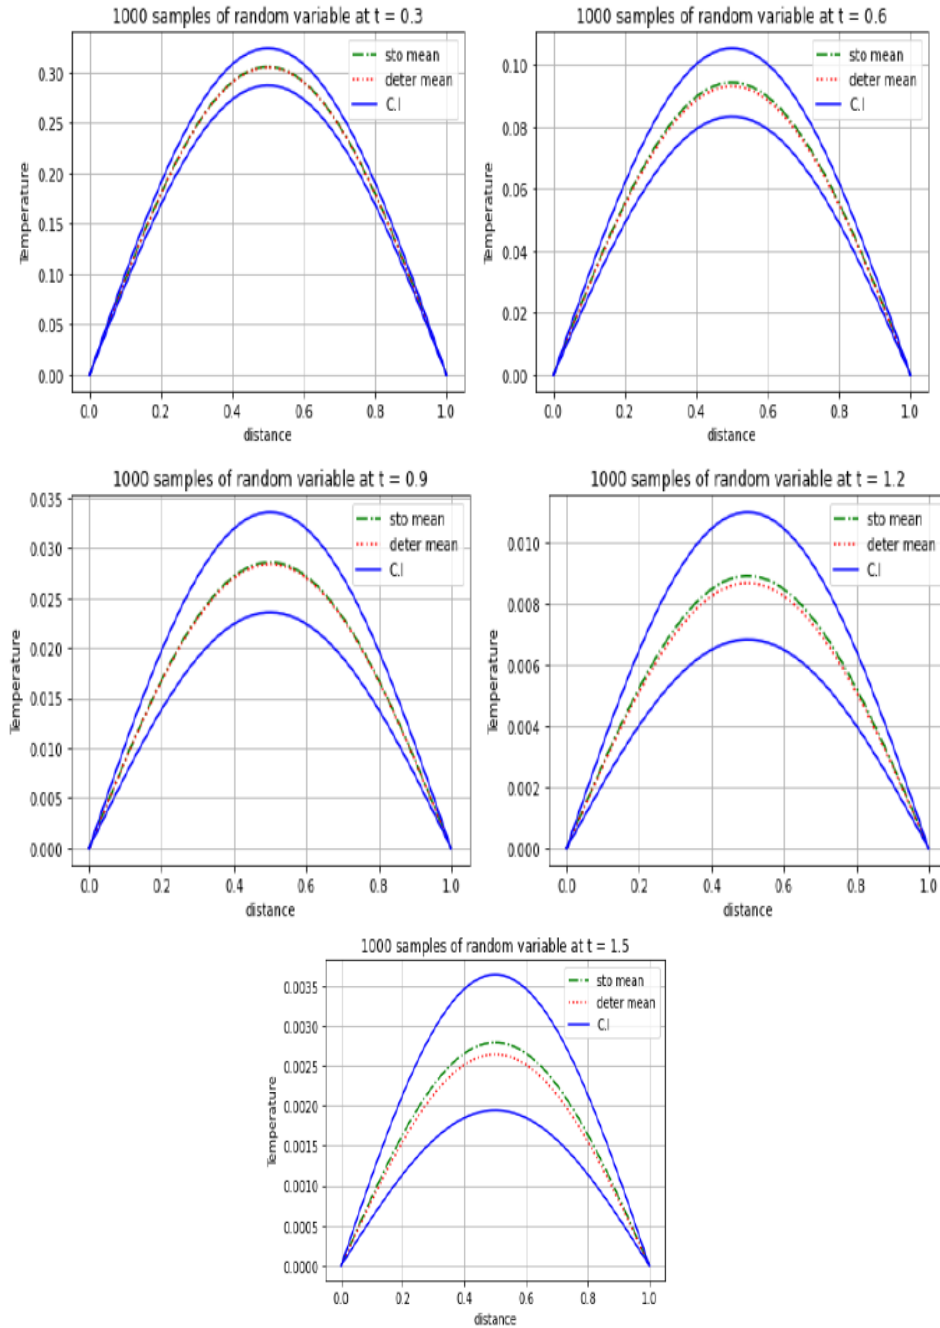 1000 samples of random variable at t = 0.3
sto mean
deter mean
C.I
0.30
0.25
0.20
0.15
0.10
0.05
0.00
Temperature
0.0 0.2 0.4 0.6 0.8 1.0
distance
1000 samples of random variable at t = 0.6
sto mean
deter mean
C.I
0.10
0.08
0.06
0.04
0.02
0.00
Temperature
0.0 0.2 0.4 0.6 0.8 1.0
distance
1000 samples of random variable at t = 0.9
sto mean
deter mean
C.I
0.035
0.030
0.025
0.020
0.015
0.010
0.005
0.000
Temperature
0.0 0.2 0.4 0.6 0.8 1.0
distance
1000 samples of random variable at t = 1.2
sto mean
deter mean
C.I
0.010
0.008
0.006
0.004
0.002
0.000
Temperature
0.0 0.2 0.4 0.6 0.8 1.0
distance
1000 samples of random variable at t = 1.5
sto mean
deter mean
C.I
0.0035
0.0030
0.0025
0.0020
0.0015
0.0010
0.0005
0.0000
Temperature
0.0 0.2 0.4 0.6 0.8 1.0
distance